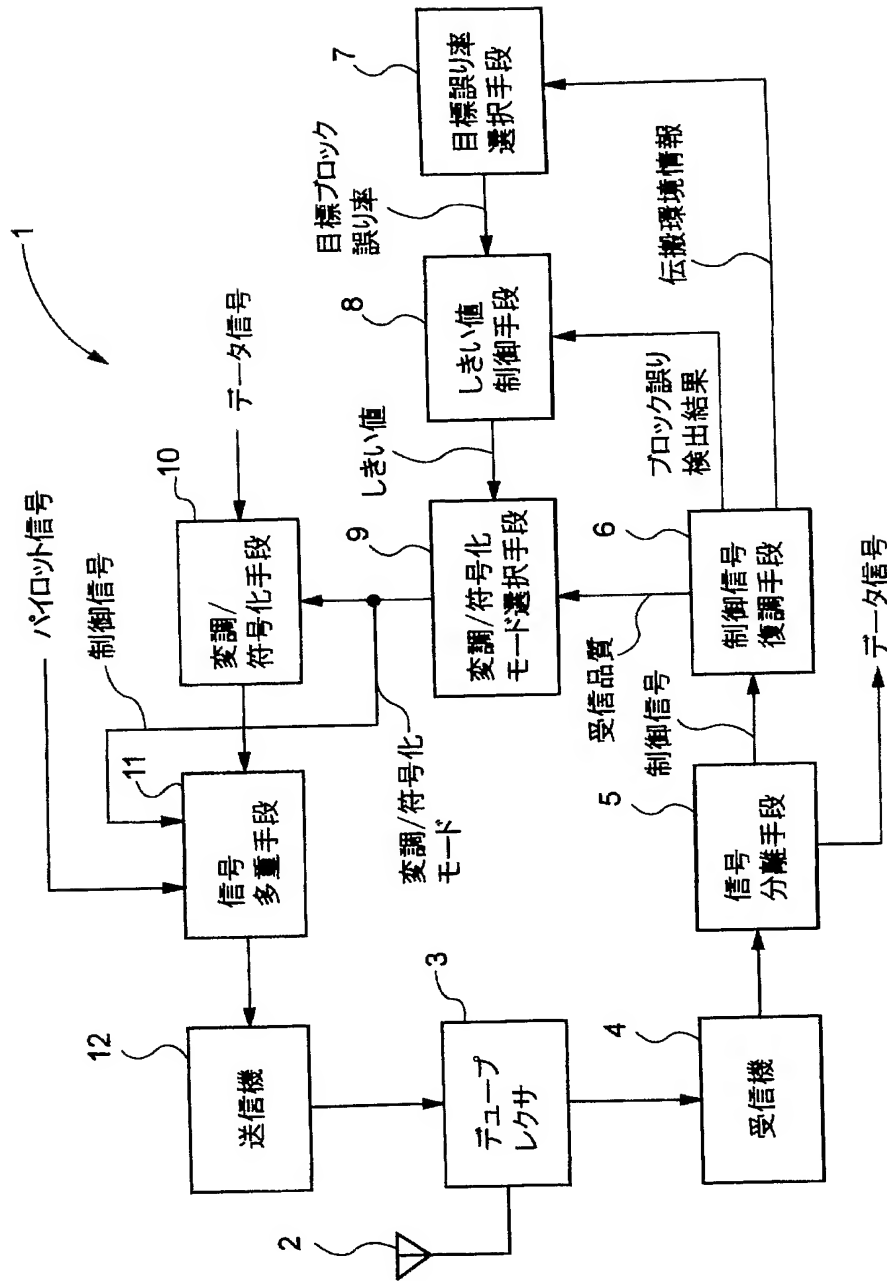 1
パイロット信号
制御信号
データ信号
10
変調/
符号化手段
11
信号
多重手段
12
送信機
変調/符号化
モード
9
変調/符号化
モード選択手段
しきい値
8
しきい値
制御手段
目標ブロック
誤り率
7
目標誤り率
選択手段
2
3
デュープ
レクサ
4
受信機
5
信号
分離手段
制御信号
受信品質
6
制御信号
復調手段
ブロック誤り
検出結果
伝搬環境情報
データ信号